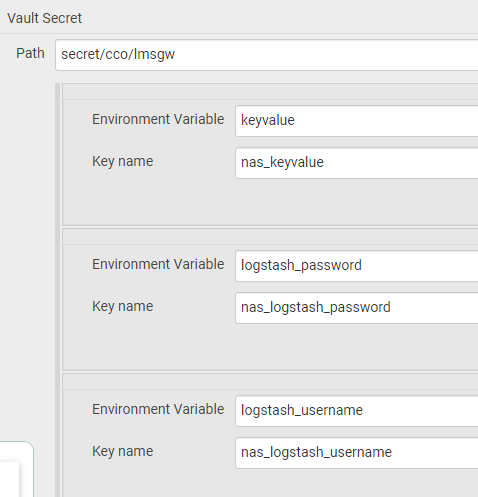 Vault Secret
Path secret/cco/lmsgw
Environment Variable keyvalue
Key name nas_keyvalue
Environment Variable logstash_password
Key name nas_logstash_password
Environment Variable logstash_username
Key name nas_logstash_username